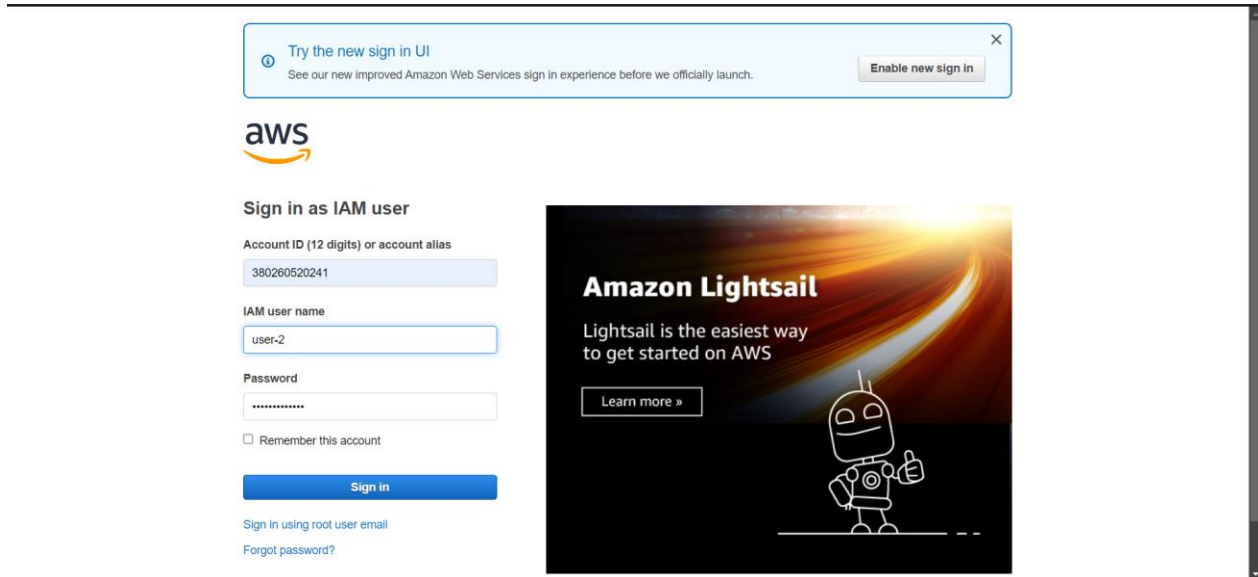 Try the new sign in UI
See our new improved Amazon Web Services sign in experience before we officially launch.
Enable new sign in
aws
Sign in as IAM user
Account ID (12 digits) or account alias
380260520241
IAM user name
user-2
Password
•••••••••••••
Remember this account
Sign in
Sign in using root user email
Forgot password?
Amazon Lightsail
Lightsail is the easiest way
to get started on AWS
Learn more »